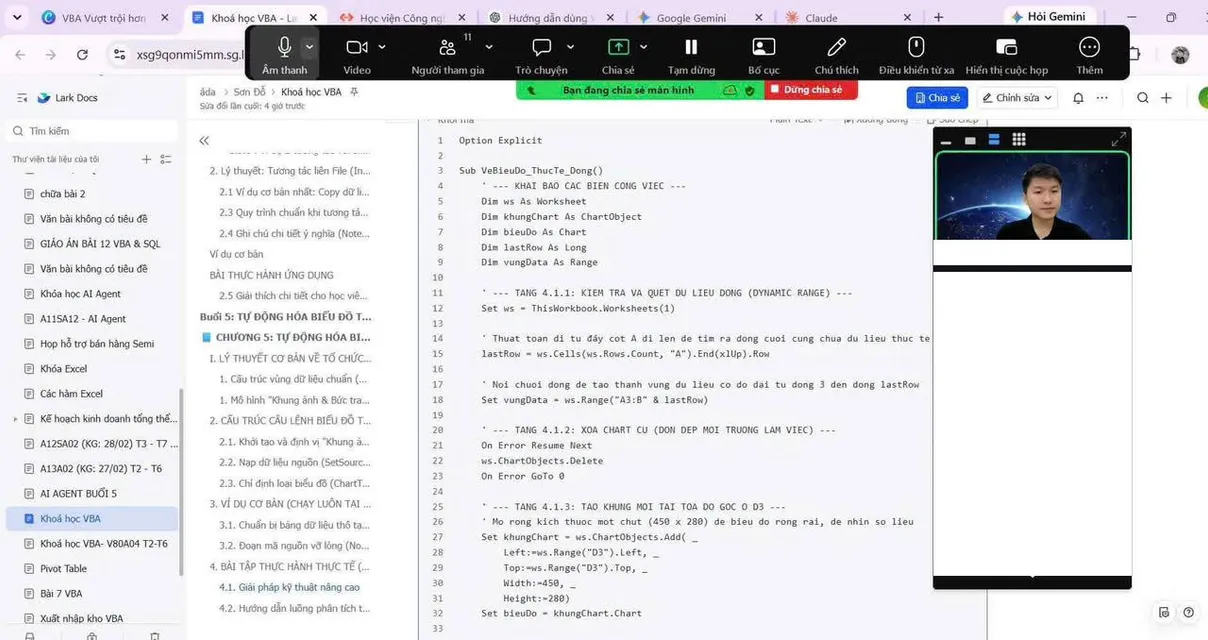 VBA Vượt trội hơn
Khoá học VBA - Le
Học viện Công ngh
Hướng dẫn dùng V
Google Gemini
Claude
Hỏi Gemini
xsg9qonmi5mm.sg.l
Âm thanh
Video
11
Người tham gia
Trò chuyện
Chia sẻ
Tạm dừng
Bố cục
Chú thích
Điều khiển từ xa
Hiển thị cuộc họp
Thêm
Bạn đang chia sẻ màn hình
Dừng chia sẻ
Lark Docs
áda > Sơn Đỗ > Khoá học VBA
Sửa đổi lần cuối: 4 giờ trước
Chia sẻ
Chỉnh sửa
Tìm kiếm
Thư viện tài liệu của tôi
chữa bài 2
Văn bài không có tiêu đề
GIÁO ÁN BÀI 12 VBA & SQL
Văn bài không có tiêu đề
Khóa học AI Agent
A11SA12 - AI Agent
Họp hỗ trợ bán hàng Semi
Khóa Excel
Các hàm Excel
Kế hoạch kinh doanh tổng thể...
A12SA02 (KG: 28/02) T3 - T7 ...
A13A02 (KG: 27/02) T2 - T6
AI AGENT BUỔI 5
Khoá học VBA
Khoá học VBA- V80A04 T2-T6
Pivot Table
Bài 7 VBA
Xuất nhập kho VBA
2. Lý thuyết: Tương tác liên File (In...
2.1 Ví dụ cơ bản nhất: Copy dữ li...
2.3 Quy trình chuẩn khi tương tá...
2.4 Ghi chú chi tiết ý nghĩa (Note...
Ví dụ cơ bản
BÀI THỰC HÀNH ỨNG DỤNG
2.5 Giải thích chi tiết cho học viê...
Buổi 5: TỰ ĐỘNG HÓA BIỂU ĐỒ T...
CHƯƠNG 5: TỰ ĐỘNG HÓA BI...
I. LÝ THUYẾT CƠ BẢN VỀ TỔ CHỨC...
1. Cấu trúc vùng dữ liệu chuẩn (...
1. Mô hình "Khung ảnh & Bức tra...
2. CẤU TRÚC CÂU LỆNH BIỂU ĐỒ T...
2.1. Khởi tạo và định vị "Khung ả...
2.2. Nạp dữ liệu nguồn (SetSourc...
2.3. Chỉ định loại biểu đồ (ChartT...
3. VÍ DỤ CƠ BẢN (CHẠY LUÔN TẠI ...
3.1. Chuẩn bị bảng dữ liệu thô tạ...
3.2. Đoạn mã nguồn vỡ lòng (No...
4. BÀI TẬP THỰC HÀNH THỰC TẾ (...
4.1. Giải pháp kỹ thuật nâng cao
4.2. Hướng dẫn luồng phân tích t...
1 Option Explicit
2
3 Sub VeBieuDo_ThucTe_Dong()
4 ' --- KHAI BAO CAC BIEN CONG VIEC ---
5 Dim ws As Worksheet
6 Dim khungChart As ChartObject
7 Dim bieuDo As Chart
8 Dim lastRow As Long
9 Dim vungData As Range
10
11 ' --- TANG 4.1.1: KIEM TRA VA QUET DU LIEU DONG (DYNAMIC RANGE) ---
12 Set ws = ThisWorkbook.Worksheets(1)
13
14 ' Thuat toan di tu đáy cot A di len de tim ra dong cuoi cung chua du lieu thuc te
15 lastRow = ws.Cells(ws.Rows.Count, "A").End(xlUp).Row
16
17 ' Noi chuoi dong de tao thanh vung du lieu co do dai tu dong 3 den dong lastRow
18 Set vungData = ws.Range("A3:B" & lastRow)
19
20 ' --- TANG 4.1.2: XOA CHART CU (DON DEP MOI TRUONG LAM VIEC) ---
21 On Error Resume Next
22 ws.ChartObjects.Delete
23 On Error GoTo 0
24
25 ' --- TANG 4.1.3: TAO KHUNG MOI TAI TOA DO GOC O D3 ---
26 ' Mo rong kich thuoc mot chut (450 x 280) de bieu do rong rai, de nhin so lieu
27 Set khungChart = ws.ChartObjects.Add( _
28 Left:=ws.Range("D3").Left, _
29 Top:=ws.Range("D3").Top, _
30 Width:=450, _
31 Height:=280)
32 Set bieuDo = khungChart.Chart
33